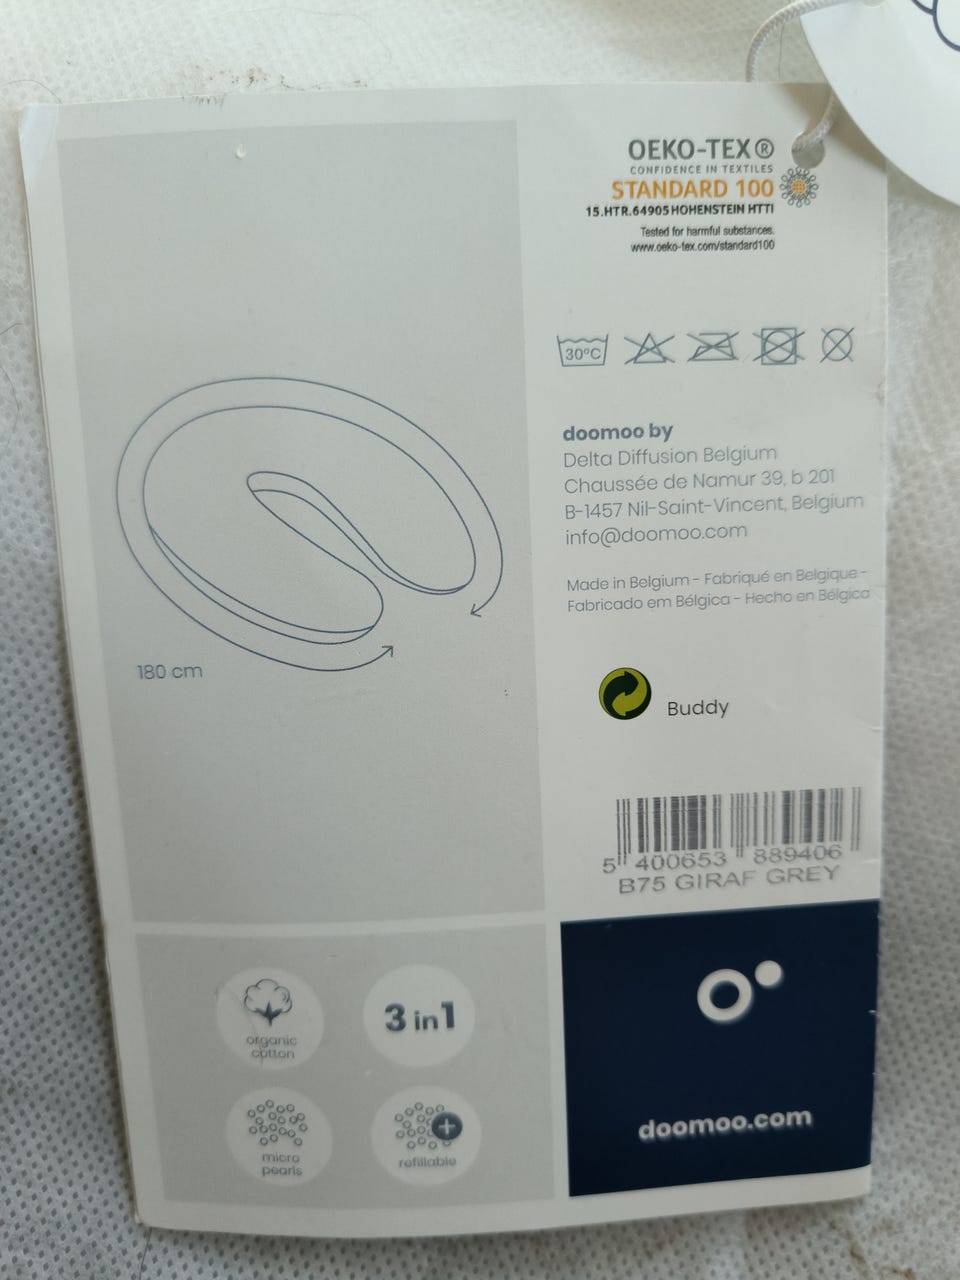 OEKO-TEX®
CONFIDENCE IN TEXTILES
STANDARD 100
15.HTR.64905 HOHENSTEIN HTTI
Tested for harmful substances.
www.oeko-tex.com/standard100
30°C
doomoo by
Delta Diffusion Belgium
Chaussée de Namur 39, b 201
B-1457 Nil-Saint-Vincent, Belgium
info@doomoo.com
Made in Belgium - Fabriqué en Belgique -
Fabricado em Bélgica - Hecho en Bélgica
180 cm
Buddy
5 400653 889406
B75 GIRAF GREY
organic
cotton
3 in 1
micro
pearls
refillable
doomoo.com